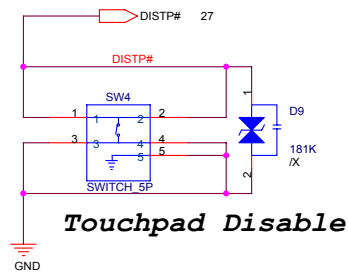 DISTP# 27
DISTP#
SW4
1 1 2 2
3 3 4 4
5 5
SWITCH_5P
1
D9
181K
/X
2
Touchpad Disable
GND